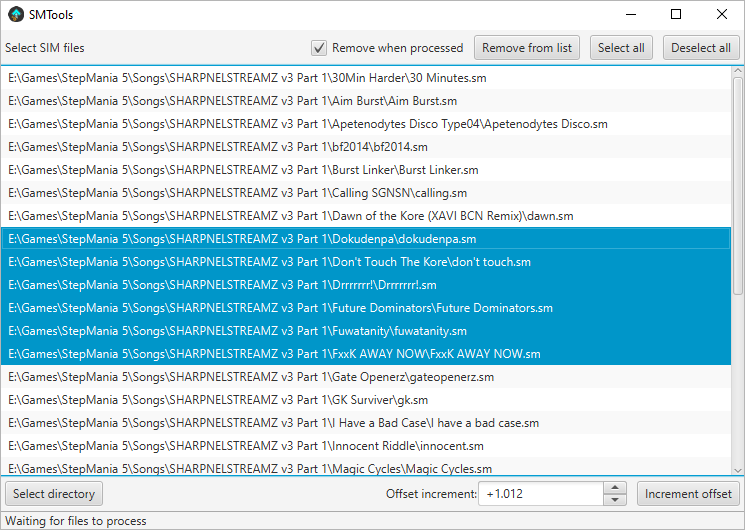 SMTools
Select SIM files Remove when processed Remove from list Select all Deselect all
E:\Games\StepMania 5\Songs\SHARPNELSTREAMZ v3 Part 1\30Min Harder\30 Minutes.sm
E:\Games\StepMania 5\Songs\SHARPNELSTREAMZ v3 Part 1\Aim Burst\Aim Burst.sm
E:\Games\StepMania 5\Songs\SHARPNELSTREAMZ v3 Part 1\Apetenodytes Disco Type04\Apetenodytes Disco.sm
E:\Games\StepMania 5\Songs\SHARPNELSTREAMZ v3 Part 1\bf2014\bf2014.sm
E:\Games\StepMania 5\Songs\SHARPNELSTREAMZ v3 Part 1\Burst Linker\Burst Linker.sm
E:\Games\StepMania 5\Songs\SHARPNELSTREAMZ v3 Part 1\Calling SGNSN\calling.sm
E:\Games\StepMania 5\Songs\SHARPNELSTREAMZ v3 Part 1\Dawn of the Kore (XAVI BCN Remix)\dawn.sm
E:\Games\StepMania 5\Songs\SHARPNELSTREAMZ v3 Part 1\Dokudenpa\dokudenpa.sm
E:\Games\StepMania 5\Songs\SHARPNELSTREAMZ v3 Part 1\Don't Touch The Kore\don't touch.sm
E:\Games\StepMania 5\Songs\SHARPNELSTREAMZ v3 Part 1\Drrrrrrr!\Drrrrrrr!.sm
E:\Games\StepMania 5\Songs\SHARPNELSTREAMZ v3 Part 1\Future Dominators\Future Dominators.sm
E:\Games\StepMania 5\Songs\SHARPNELSTREAMZ v3 Part 1\Fuwatanity\fuwatanity.sm
E:\Games\StepMania 5\Songs\SHARPNELSTREAMZ v3 Part 1\FxxK AWAY NOW\FxxK AWAY NOW.sm
E:\Games\StepMania 5\Songs\SHARPNELSTREAMZ v3 Part 1\Gate Openerz\gateopenerz.sm
E:\Games\StepMania 5\Songs\SHARPNELSTREAMZ v3 Part 1\GK Surviver\gk.sm
E:\Games\StepMania 5\Songs\SHARPNELSTREAMZ v3 Part 1\I Have a Bad Case\I have a bad case.sm
E:\Games\StepMania 5\Songs\SHARPNELSTREAMZ v3 Part 1\Innocent Riddle\innocent.sm
E:\Games\StepMania 5\Songs\SHARPNELSTREAMZ v3 Part 1\Magic Cycles\Magic Cycles.sm
Select directory Offset increment: +1.012 Increment offset
Waiting for files to process